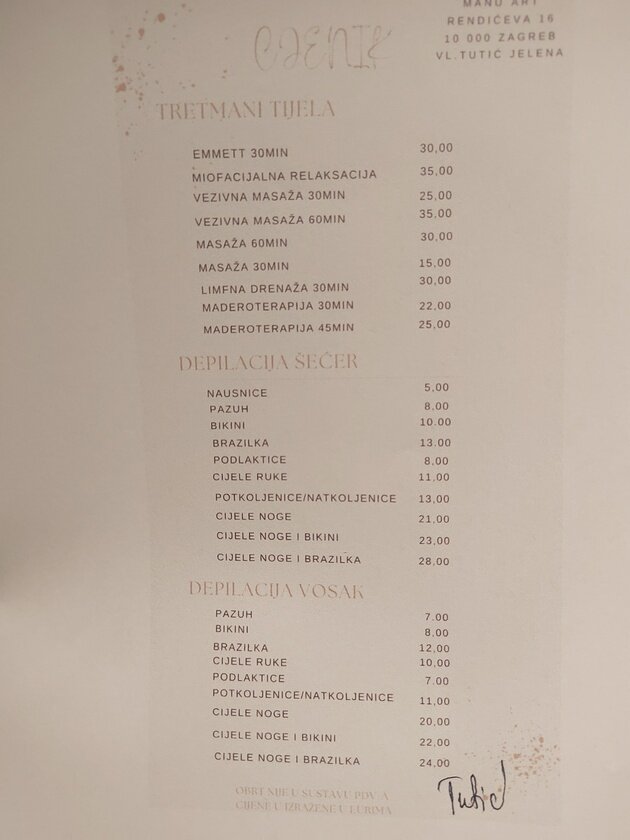 MANU ART
RENDIĆEVA 16
10 000 ZAGREB
VL.TUTIĆ JELENA
CJENIK
TRETMANI TIJELA
EMMETT 30MIN 30,00
MIOFACIJALNA RELAKSACIJA 35,00
VEZIVNA MASAŽA 30MIN 25,00
VEZIVNA MASAŽA 60MIN 35,00
MASAŽA 60MIN 30,00
MASAŽA 30MIN 15,00
LIMFNA DRENAŽA 30MIN 30,00
MADEROTERAPIJA 30MIN 22,00
MADEROTERAPIJA 45MIN 25,00
DEPILACIJA ŠEĆER
NAUSNICE 5,00
PAZUH 8,00
BIKINI 10.00
BRAZILKA 13.00
PODLAKTICE 8,00
CIJELE RUKE 11,00
POTKOLJENICE/NATKOLJENICE 13,00
CIJELE NOGE 21,00
CIJELE NOGE I BIKINI 23,00
CIJELE NOGE I BRAZILKA 28,00
DEPILACIJA VOSAK
PAZUH 7.00
BIKINI 8,00
BRAZILKA 12,00
CIJELE RUKE 10,00
PODLAKTICE 7.00
POTKOLJENICE/NATKOLJENICE 11,00
CIJELE NOGE 20,00
CIJELE NOGE I BIKINI 22,00
CIJELE NOGE I BRAZILKA 24,00
OBRT NIJE U SUSTAVU PDV-A
CIJENE U IZRAŽENE U EURIMA
Tutić